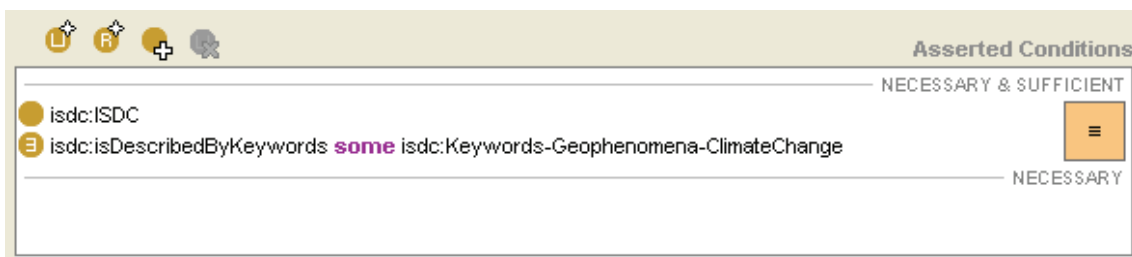 Asserted Conditions
NECESSARY & SUFFICIENT
isdc:ISDC
isdc:isDescribedByKeywords some isdc:Keywords-Geophenomena-ClimateChange
≡
NECESSARY